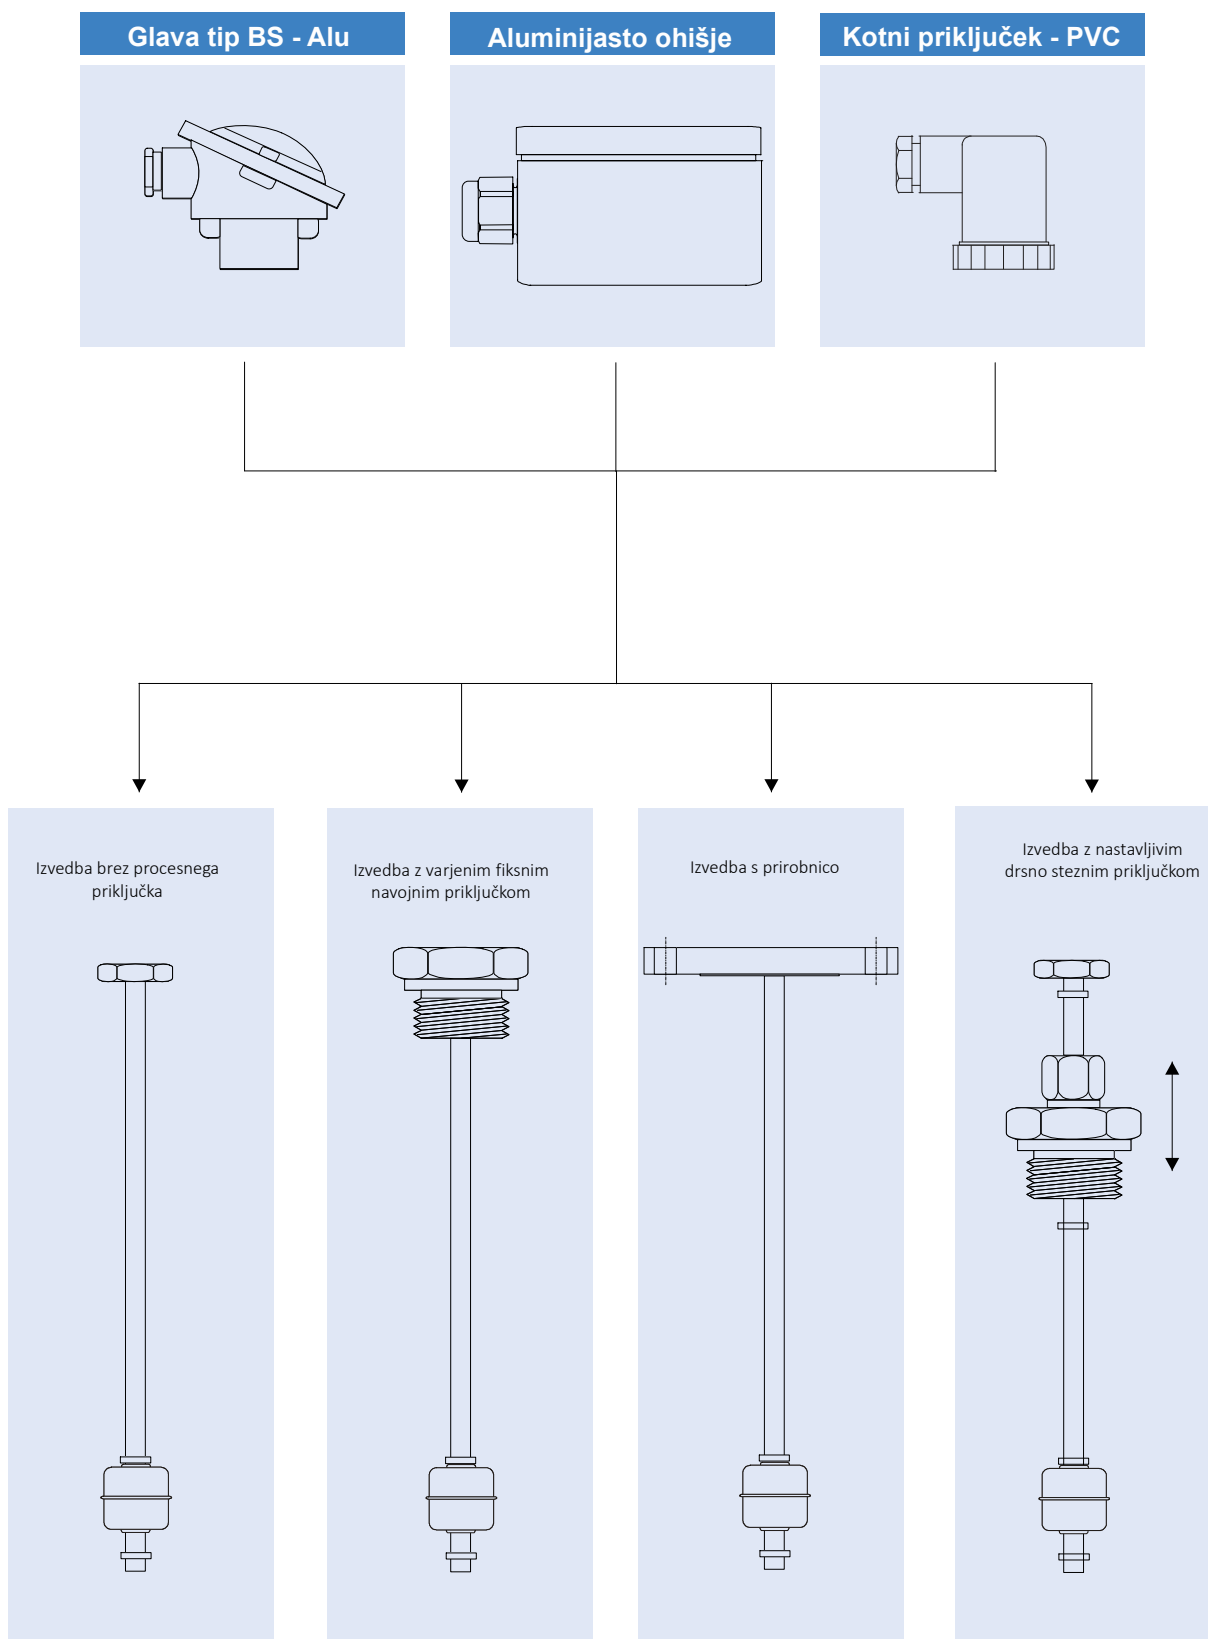 Glava tip BS - Alu
Aluminijasto ohišje
Kotni priključek - PVC
Izvedba brez procesnega
priključka
Izvedba z varjenim fiksnim
navojnim priključkom
Izvedba s prirobnico
Izvedba z nastavljivim
drsno steznim priključkom